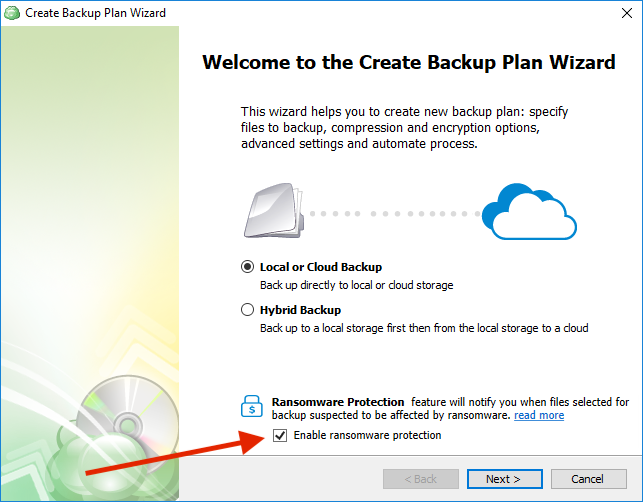 Create Backup Plan Wizard
Welcome to the Create Backup Plan Wizard
This wizard helps you to create new backup plan: specify
files to backup, compression and encryption options,
advanced settings and automate process.
Local or Cloud Backup
Back up directly to local or cloud storage
Hybrid Backup
Back up to a local storage first then from the local storage to a cloud
$
Ransomware Protection feature will notify you when files selected for
backup suspected to be affected by ransomware. read more
Enable ransomware protection
< Back Next > Cancel